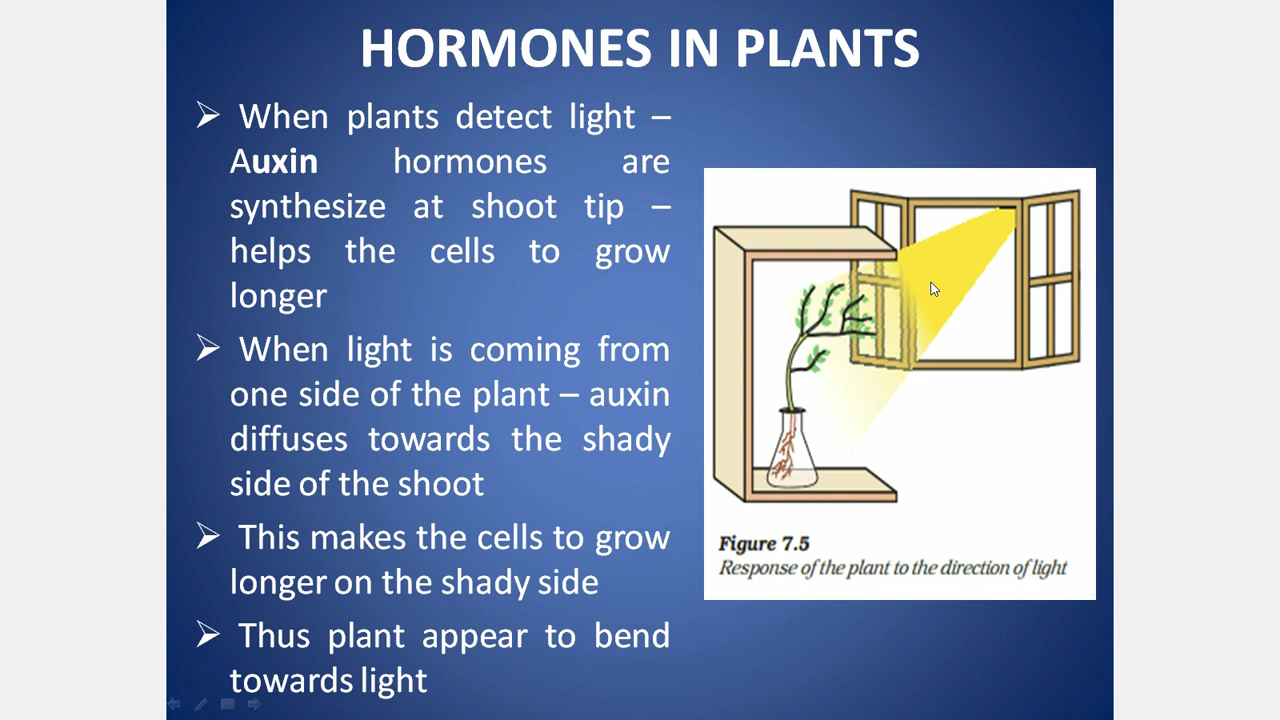 HORMONES IN PLANTS
➢ When plants detect light –
Auxin hormones are
synthesize at shoot tip –
helps the cells to grow
longer
➢ When light is coming from
one side of the plant – auxin
diffuses towards the shady
side of the shoot
➢ This makes the cells to grow
longer on the shady side
➢ Thus plant appear to bend
towards light
Figure 7.5
Response of the plant to the direction of light